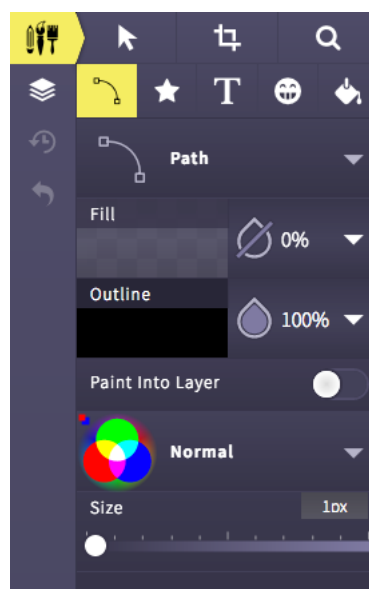 T
Path
Fill
0%
Outline
100%
Paint Into Layer
Normal
Size
1px